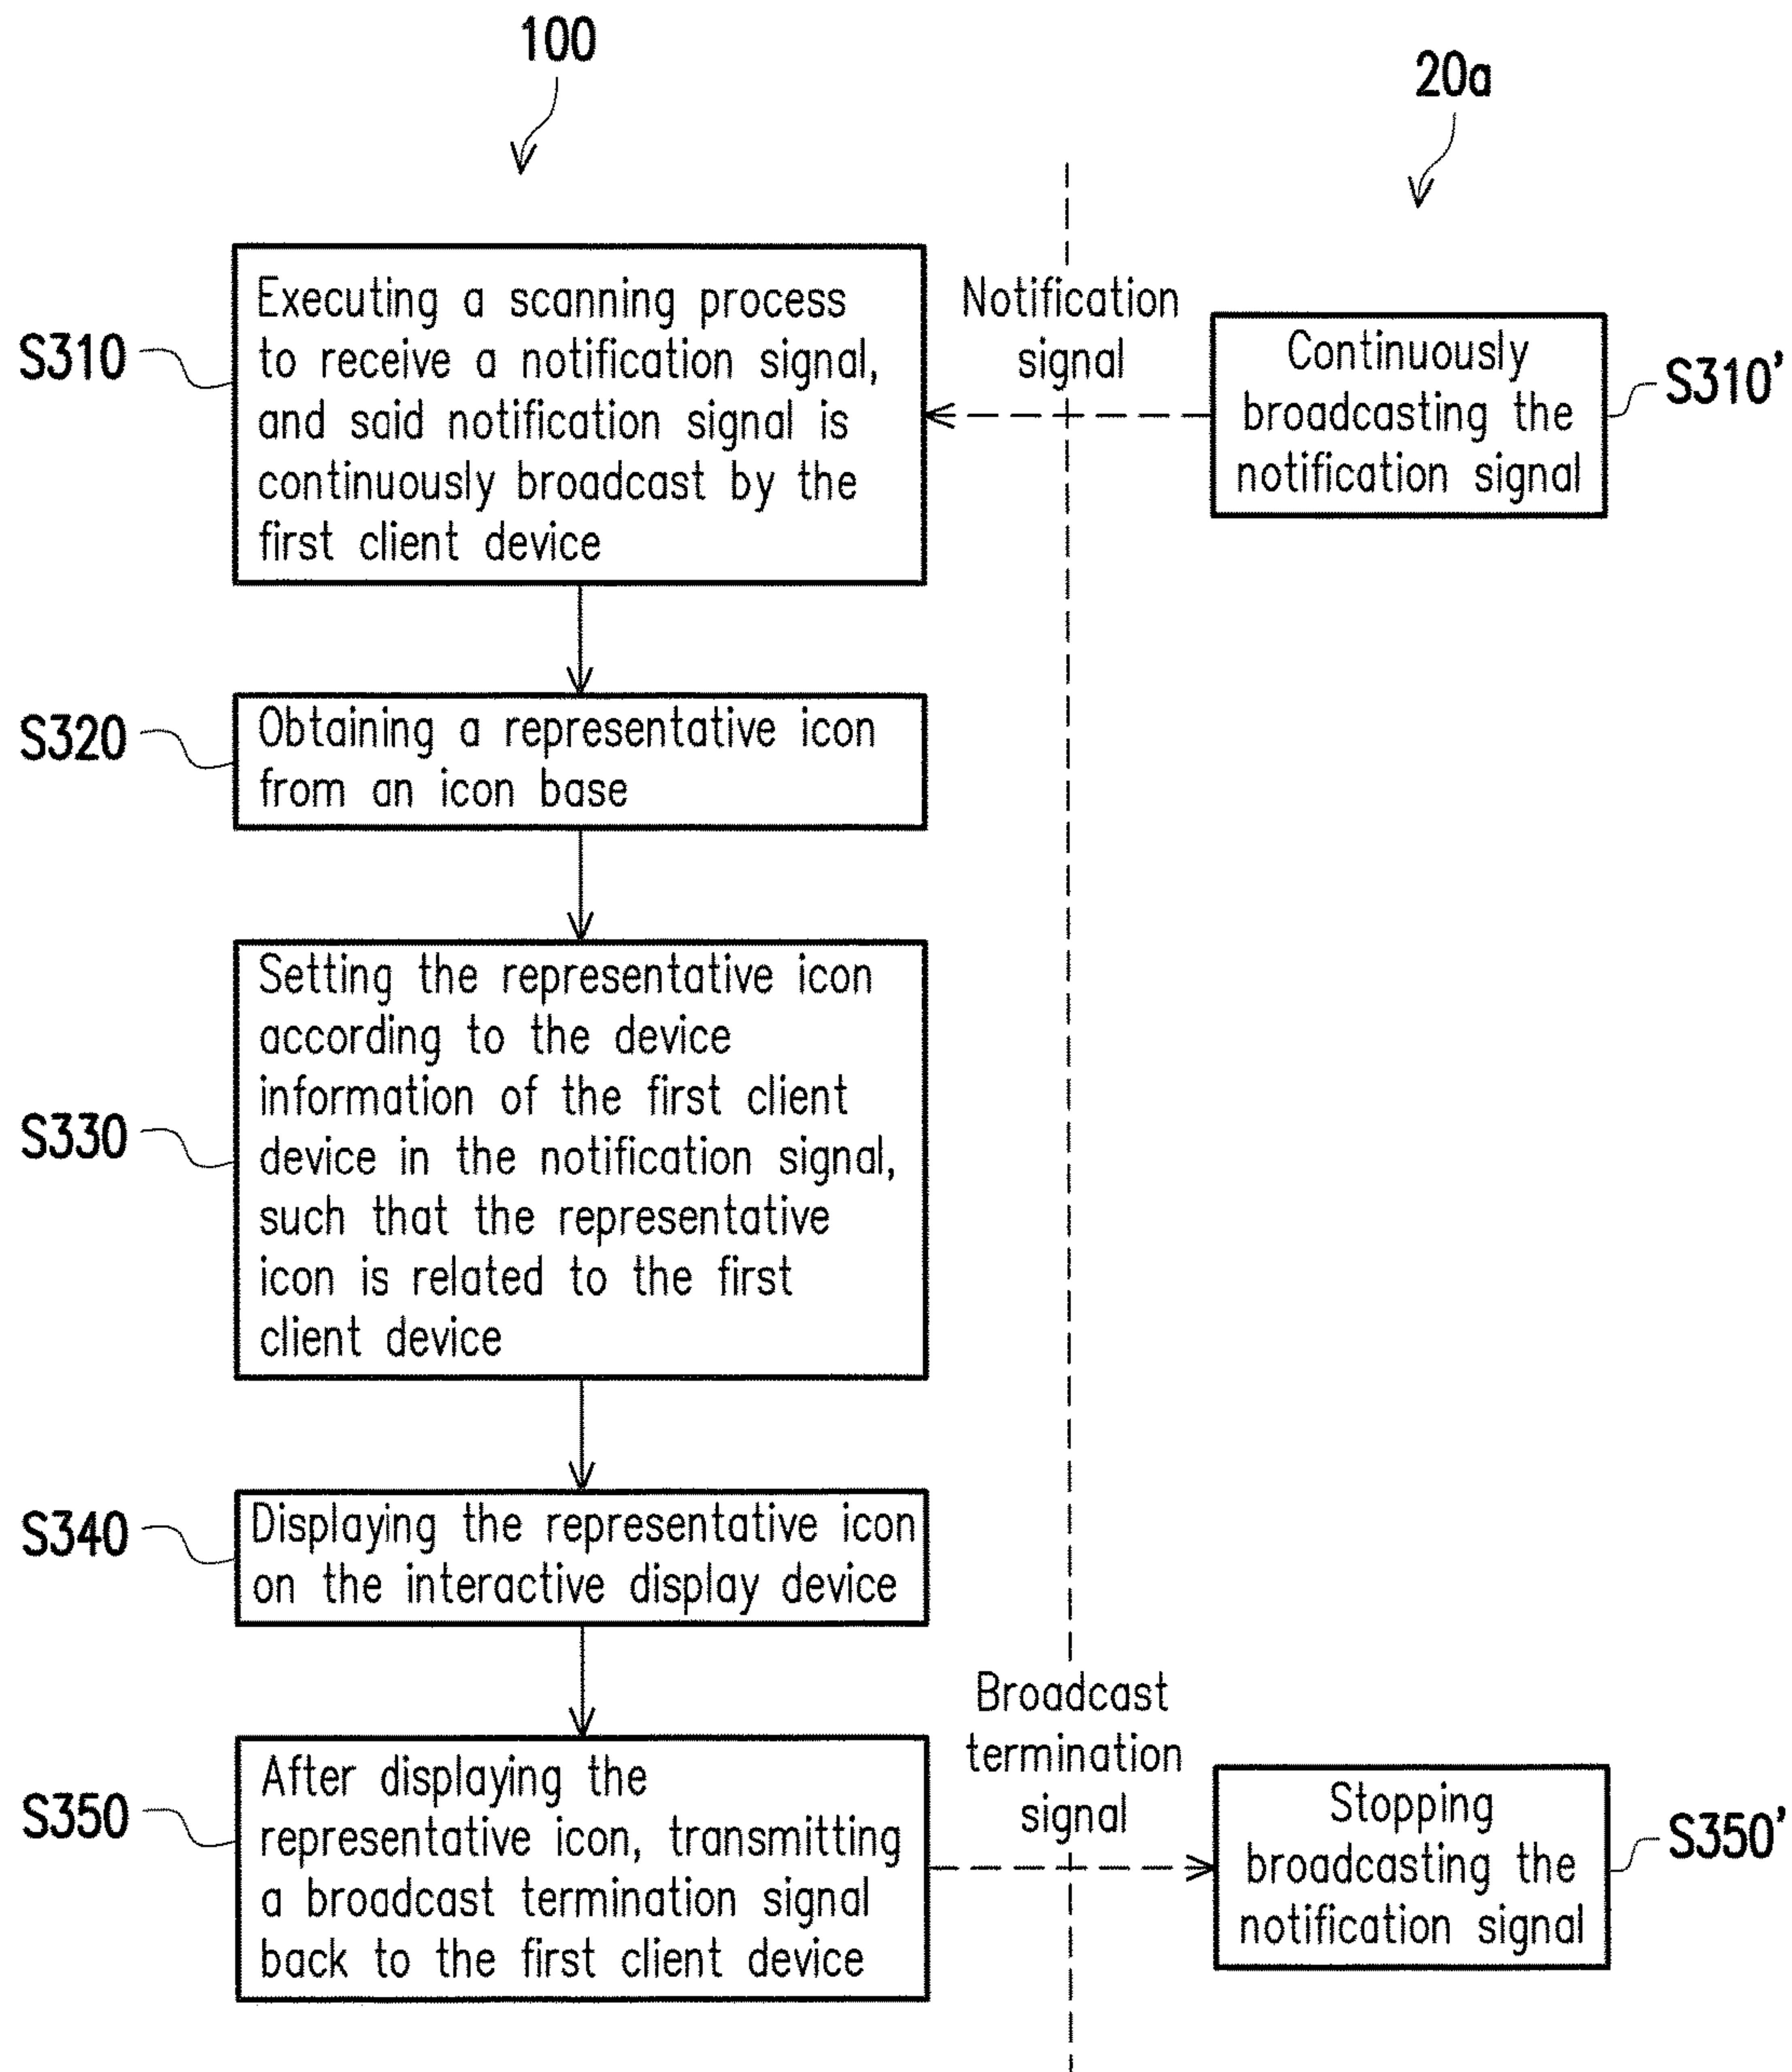 100
20a
S310
Executing a scanning process
to receive a notification signal,
and said notification signal is
continuously broadcast by the
first client device
Notification
signal
Continuously
broadcasting the
notification signal
S310'
S320
Obtaining a representative icon
from an icon base
S330
Setting the representative icon
according to the device
information of the first client
device in the notification signal,
such that the representative
icon is related to the first
client device
S340
Displaying the representative icon
on the interactive display device
S350
After displaying the
representative icon, transmitting
a broadcast termination signal
back to the first client device
Broadcast
termination
signal
Stopping
broadcasting the
notification signal
S350'